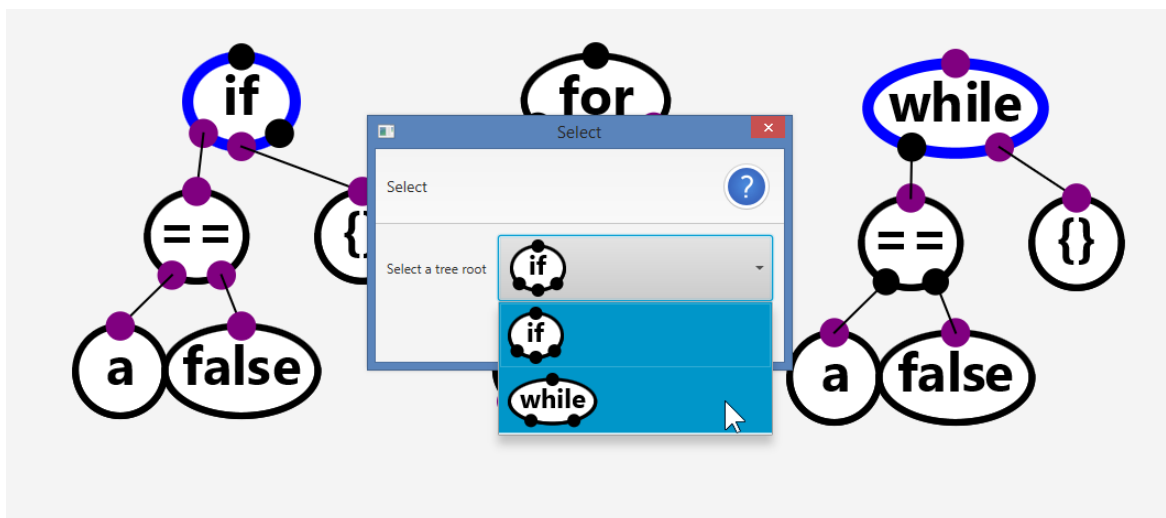 if
for
while
Select
×
Select
?
Select a tree root
if
if
while
==
{}
==
{}
a
false
a
false